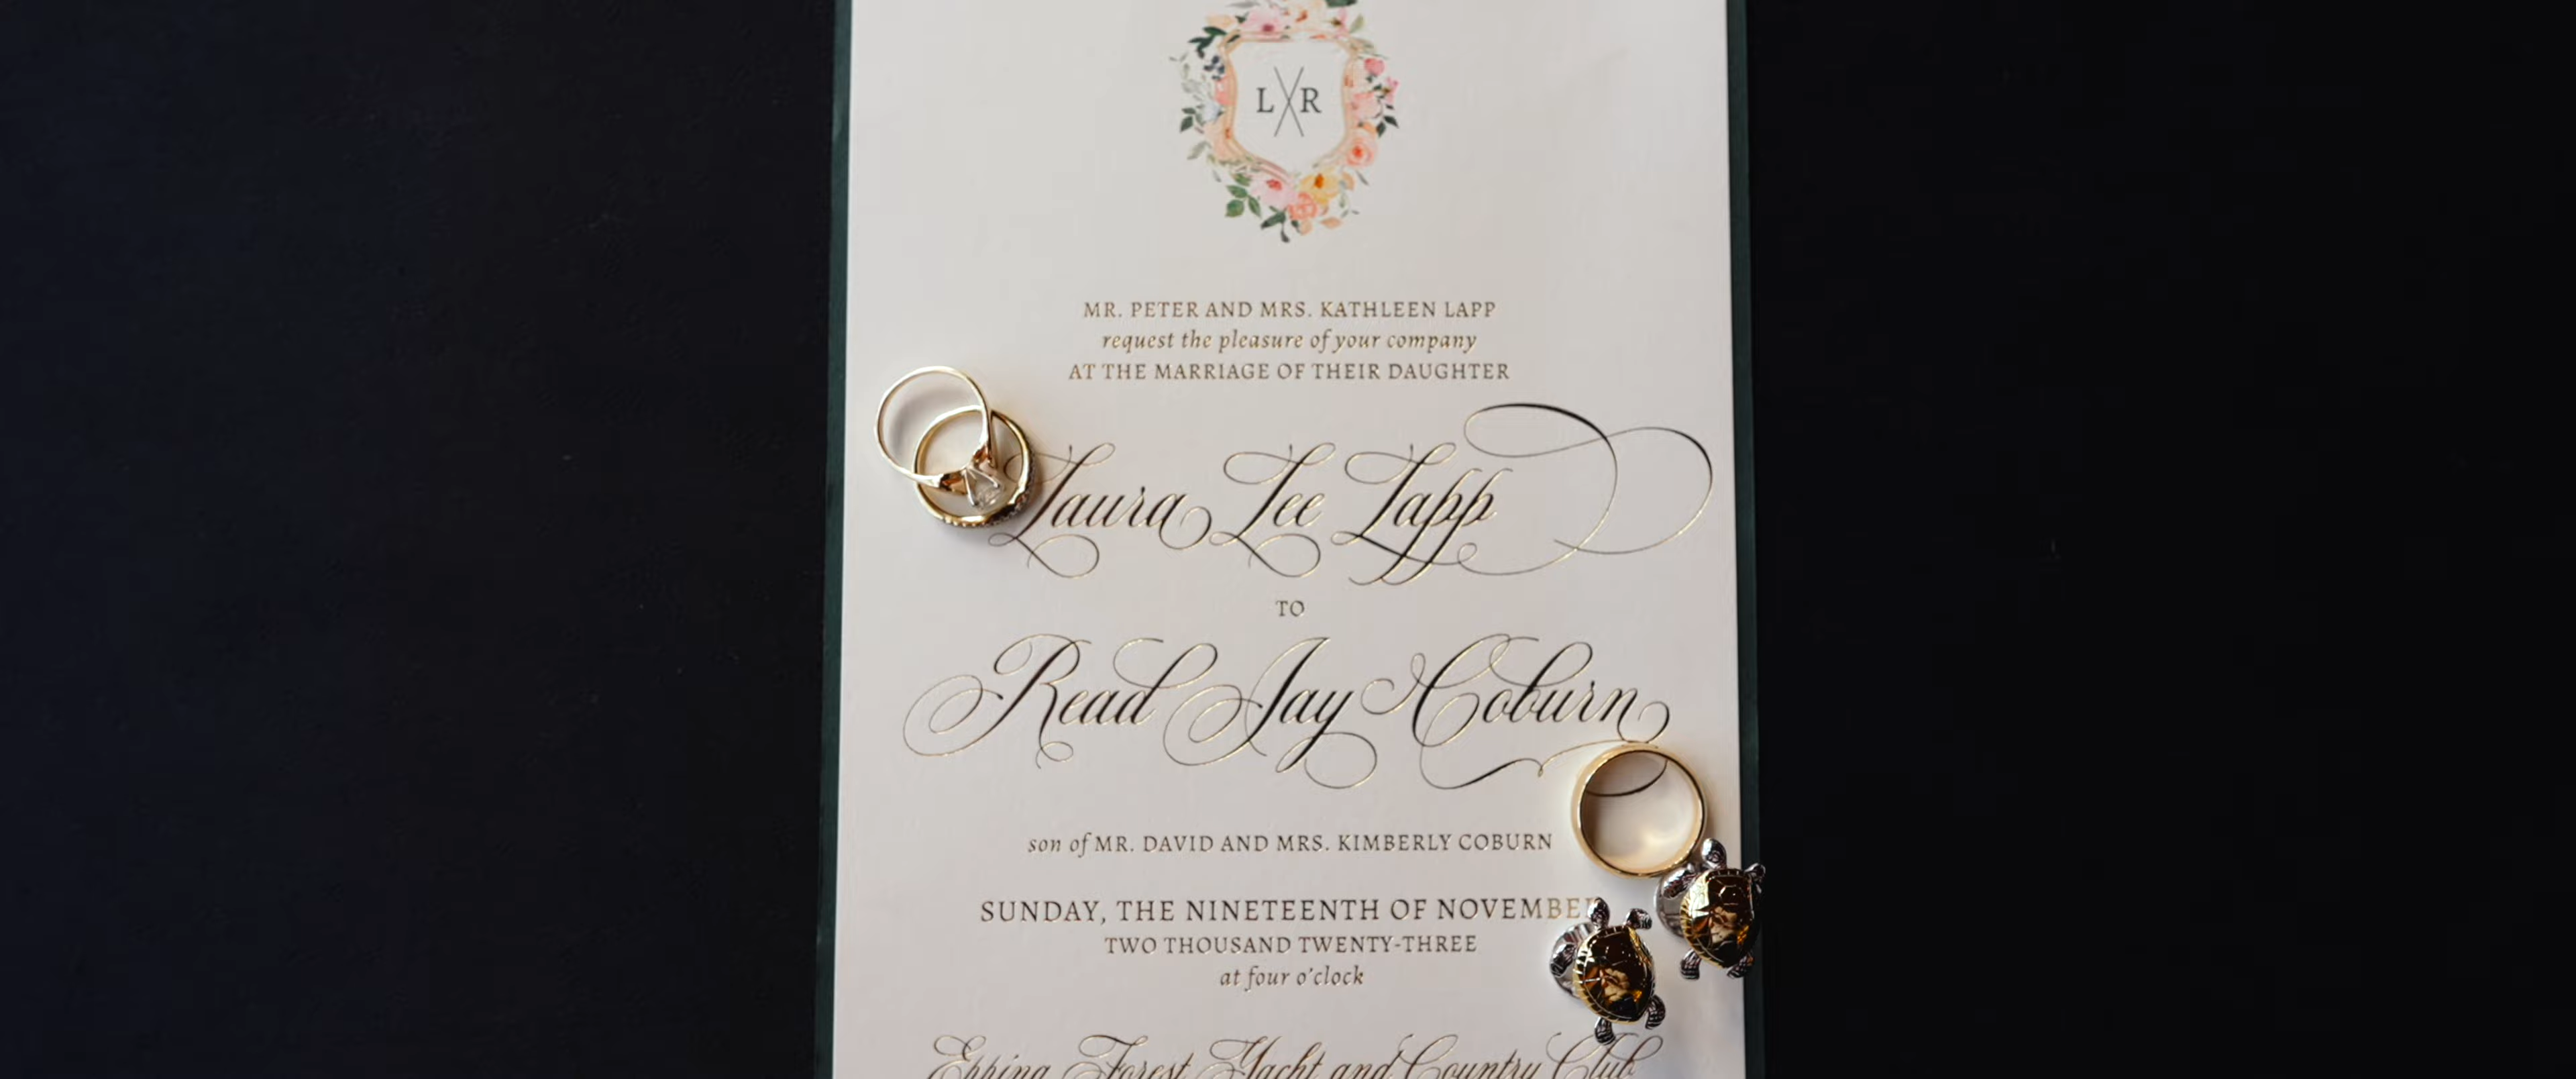 L R
MR. PETER AND MRS. KATHLEEN LAPP
request the pleasure of your company
AT THE MARRIAGE OF THEIR DAUGHTER
Laura Lee Lapp
TO
Read Jay Coburn
son of MR. DAVID AND MRS. KIMBERLY COBURN
SUNDAY, THE NINETEENTH OF NOVEMBER
TWO THOUSAND TWENTY-THREE
at four o'clock
Epping Forest Yacht and Country Club